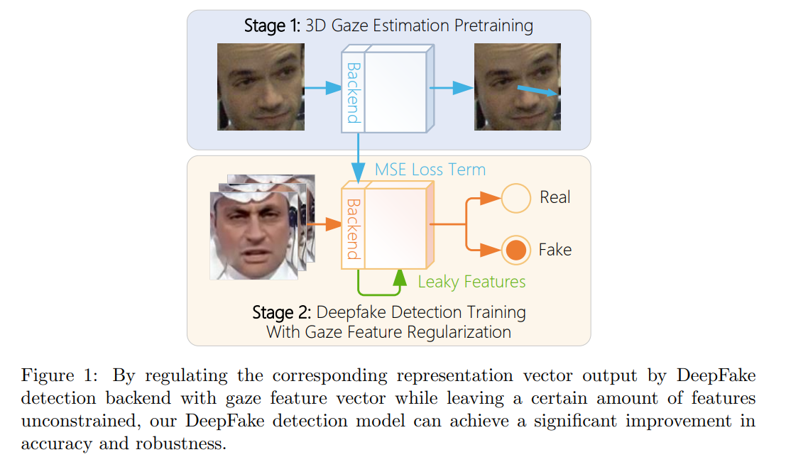 Stage 1: 3D Gaze Estimation Pretraining
Backend
MSE Loss Term
Backend
Real
Fake
Leaky Features
Stage 2: Deepfake Detection Training
With Gaze Feature Regularization
Figure 1: By regulating the corresponding representation vector output by DeepFake
detection backend with gaze feature vector while leaving a certain amount of features
unconstrained, our DeepFake detection model can achieve a significant improvement in
accuracy and robustness.